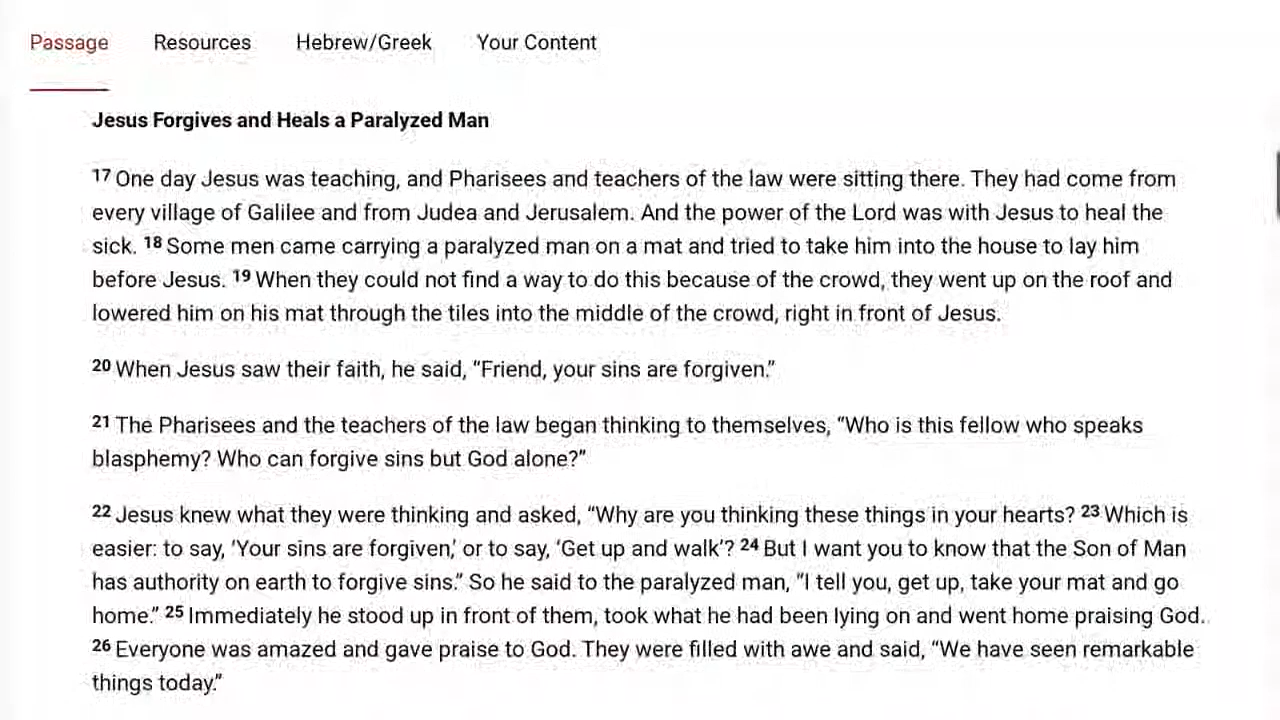 Passage Resources Hebrew/Greek Your Content
Jesus Forgives and Heals a Paralyzed Man
17 One day Jesus was teaching, and Pharisees and teachers of the law were sitting there. They had come from
every village of Galilee and from Judea and Jerusalem. And the power of the Lord was with Jesus to heal the
sick. 18 Some men came carrying a paralyzed man on a mat and tried to take him into the house to lay him
before Jesus. 19 When they could not find a way to do this because of the crowd, they went up on the roof and
lowered him on his mat through the tiles into the middle of the crowd, right in front of Jesus.
20 When Jesus saw their faith, he said, “Friend, your sins are forgiven.”
21 The Pharisees and the teachers of the law began thinking to themselves, “Who is this fellow who speaks
blasphemy? Who can forgive sins but God alone?”
22 Jesus knew what they were thinking and asked, “Why are you thinking these things in your hearts? 23 Which is
easier: to say, ‘Your sins are forgiven,’ or to say, ‘Get up and walk’? 24 But I want you to know that the Son of Man
has authority on earth to forgive sins.” So he said to the paralyzed man, “I tell you, get up, take your mat and go
home.” 25 Immediately he stood up in front of them, took what he had been lying on and went home praising God.
26 Everyone was amazed and gave praise to God. They were filled with awe and said, “We have seen remarkable
things today.”